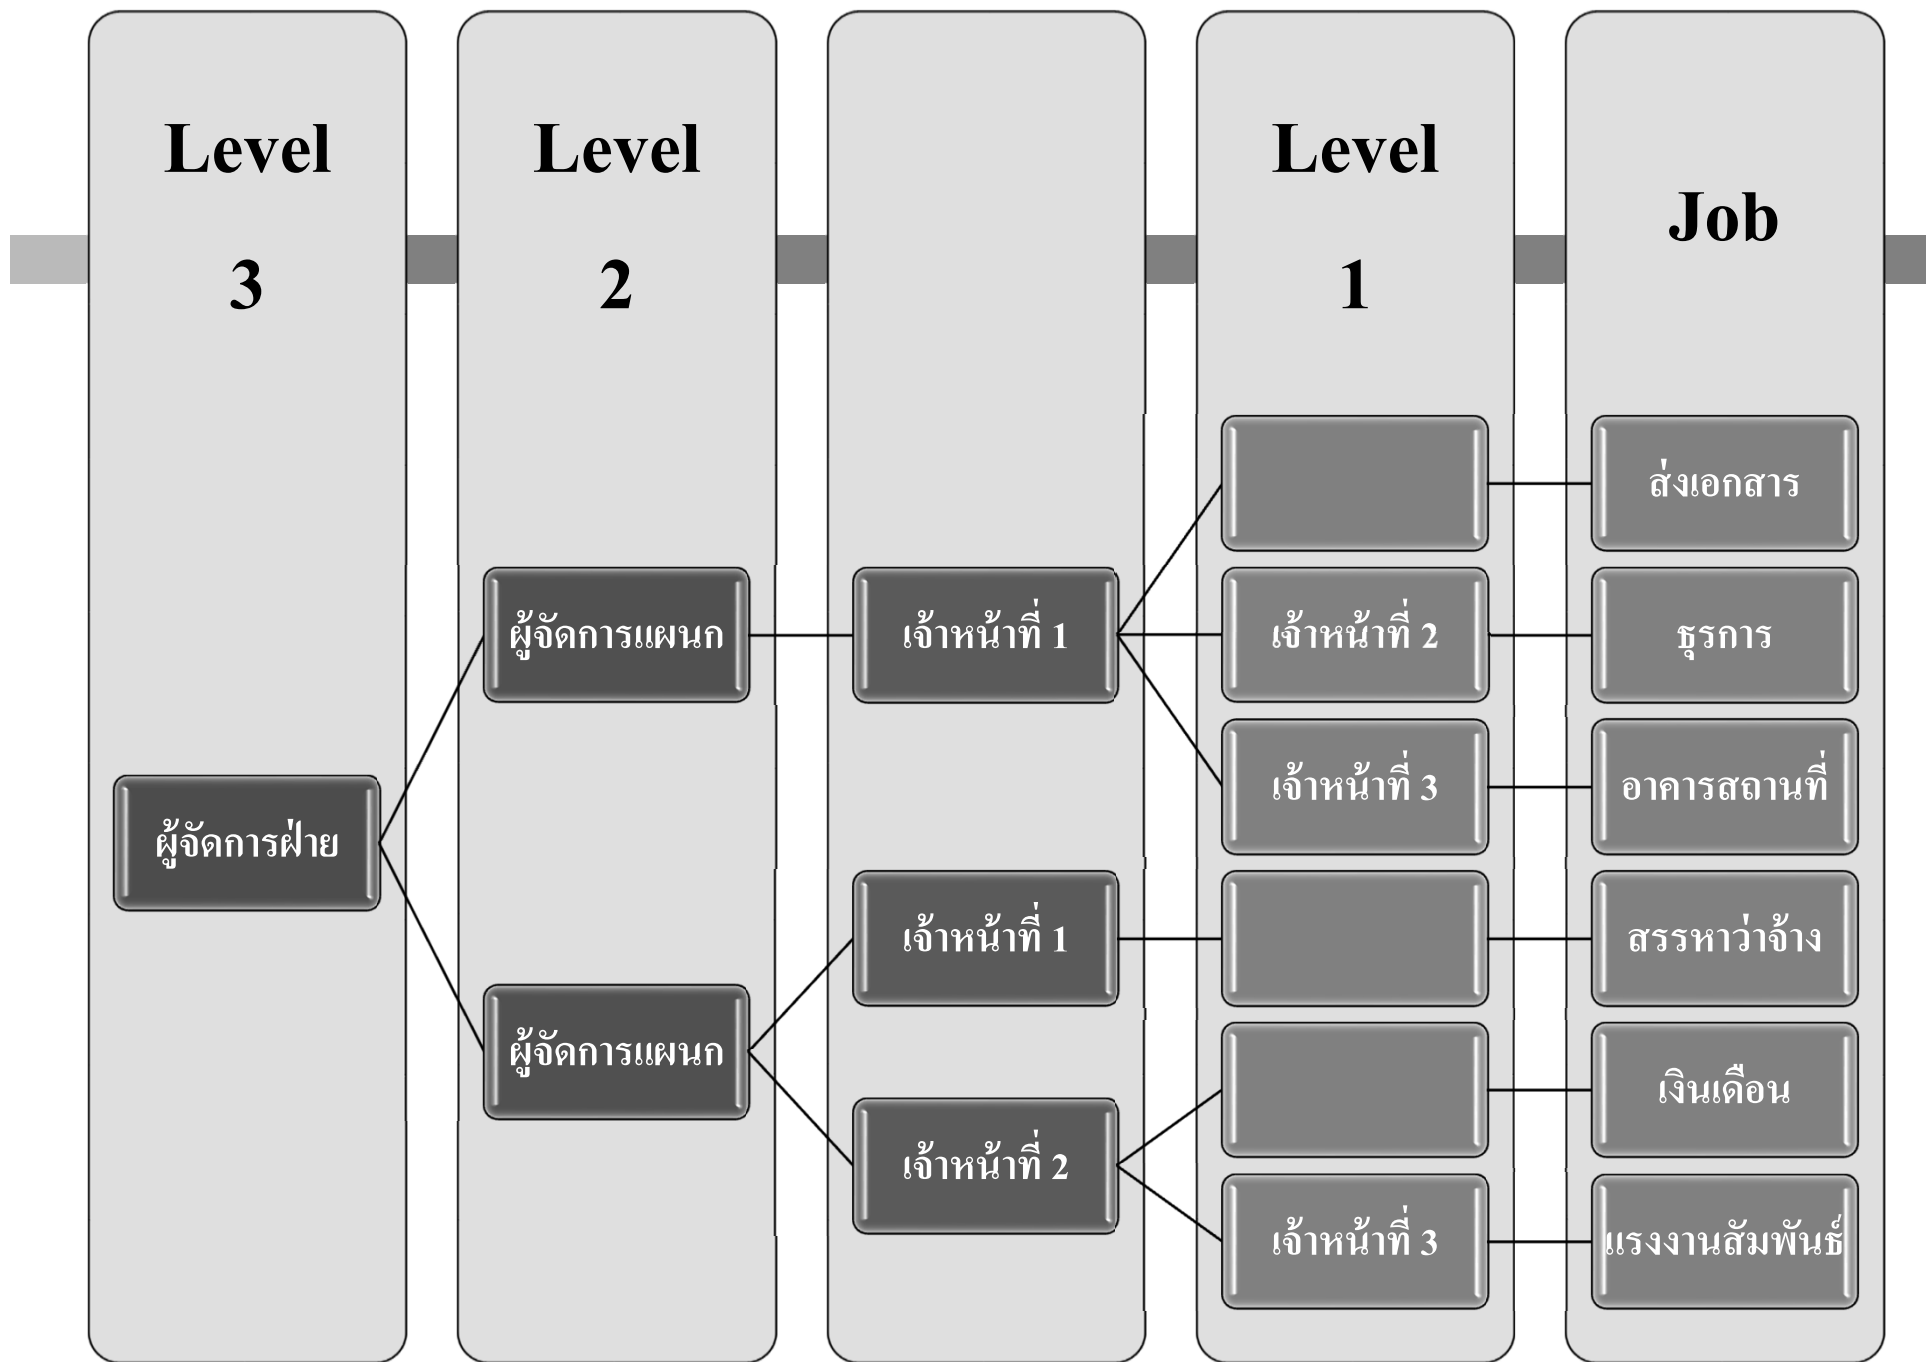 Level
3
Level
2
Level
1
Job
ผู้จัดการฝ่าย
ผู้จัดการแผนก
ผู้จัดการแผนก
เจ้าหน้าที่ 1
เจ้าหน้าที่ 1
เจ้าหน้าที่ 2
เจ้าหน้าที่ 2
เจ้าหน้าที่ 3
เจ้าหน้าที่ 3
ส่งเอกสาร
ธุรการ
อาคารสถานที่
สรรหาว่าจ้าง
เงินเดือน
แรงงานสัมพันธ์